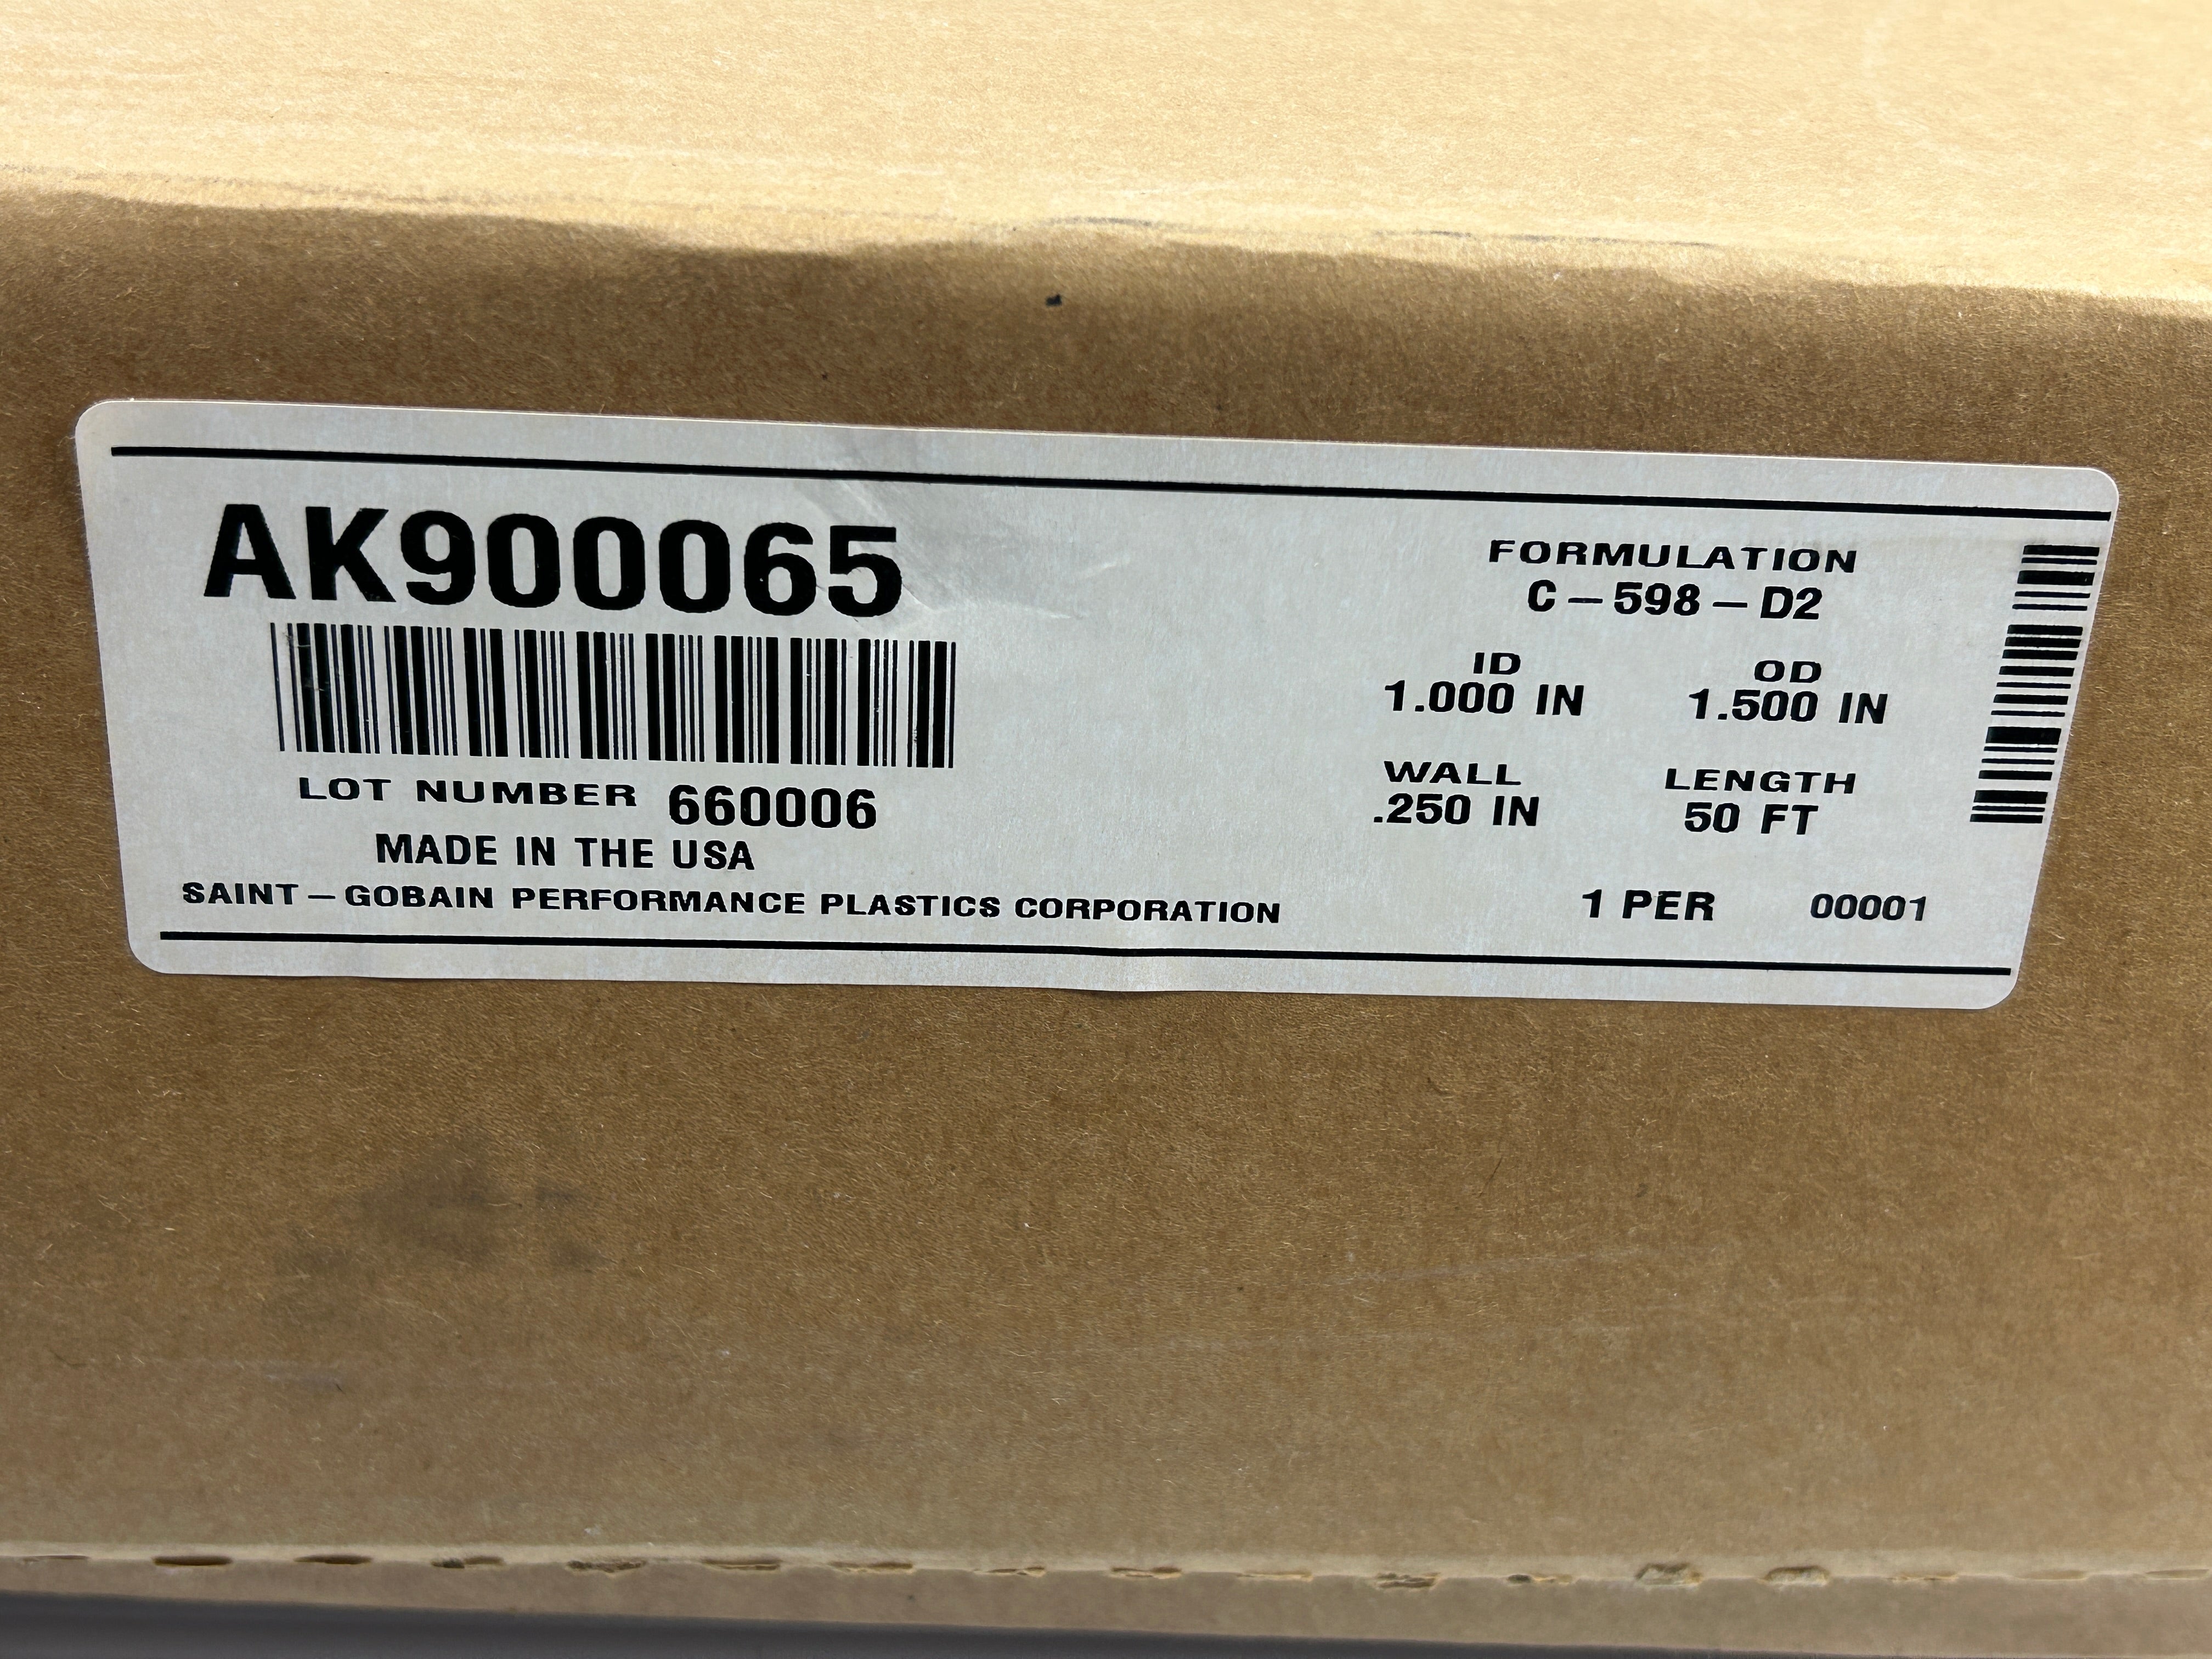 AK900065
LOT NUMBER 660006
MADE IN THE USA
SAINT – GOBAIN PERFORMANCE PLASTICS CORPORATION
FORMULATION
C – 598 – D2
ID OD
1.000 IN 1.500 IN
WALL LENGTH
.250 IN 50 FT
1 PER 00001